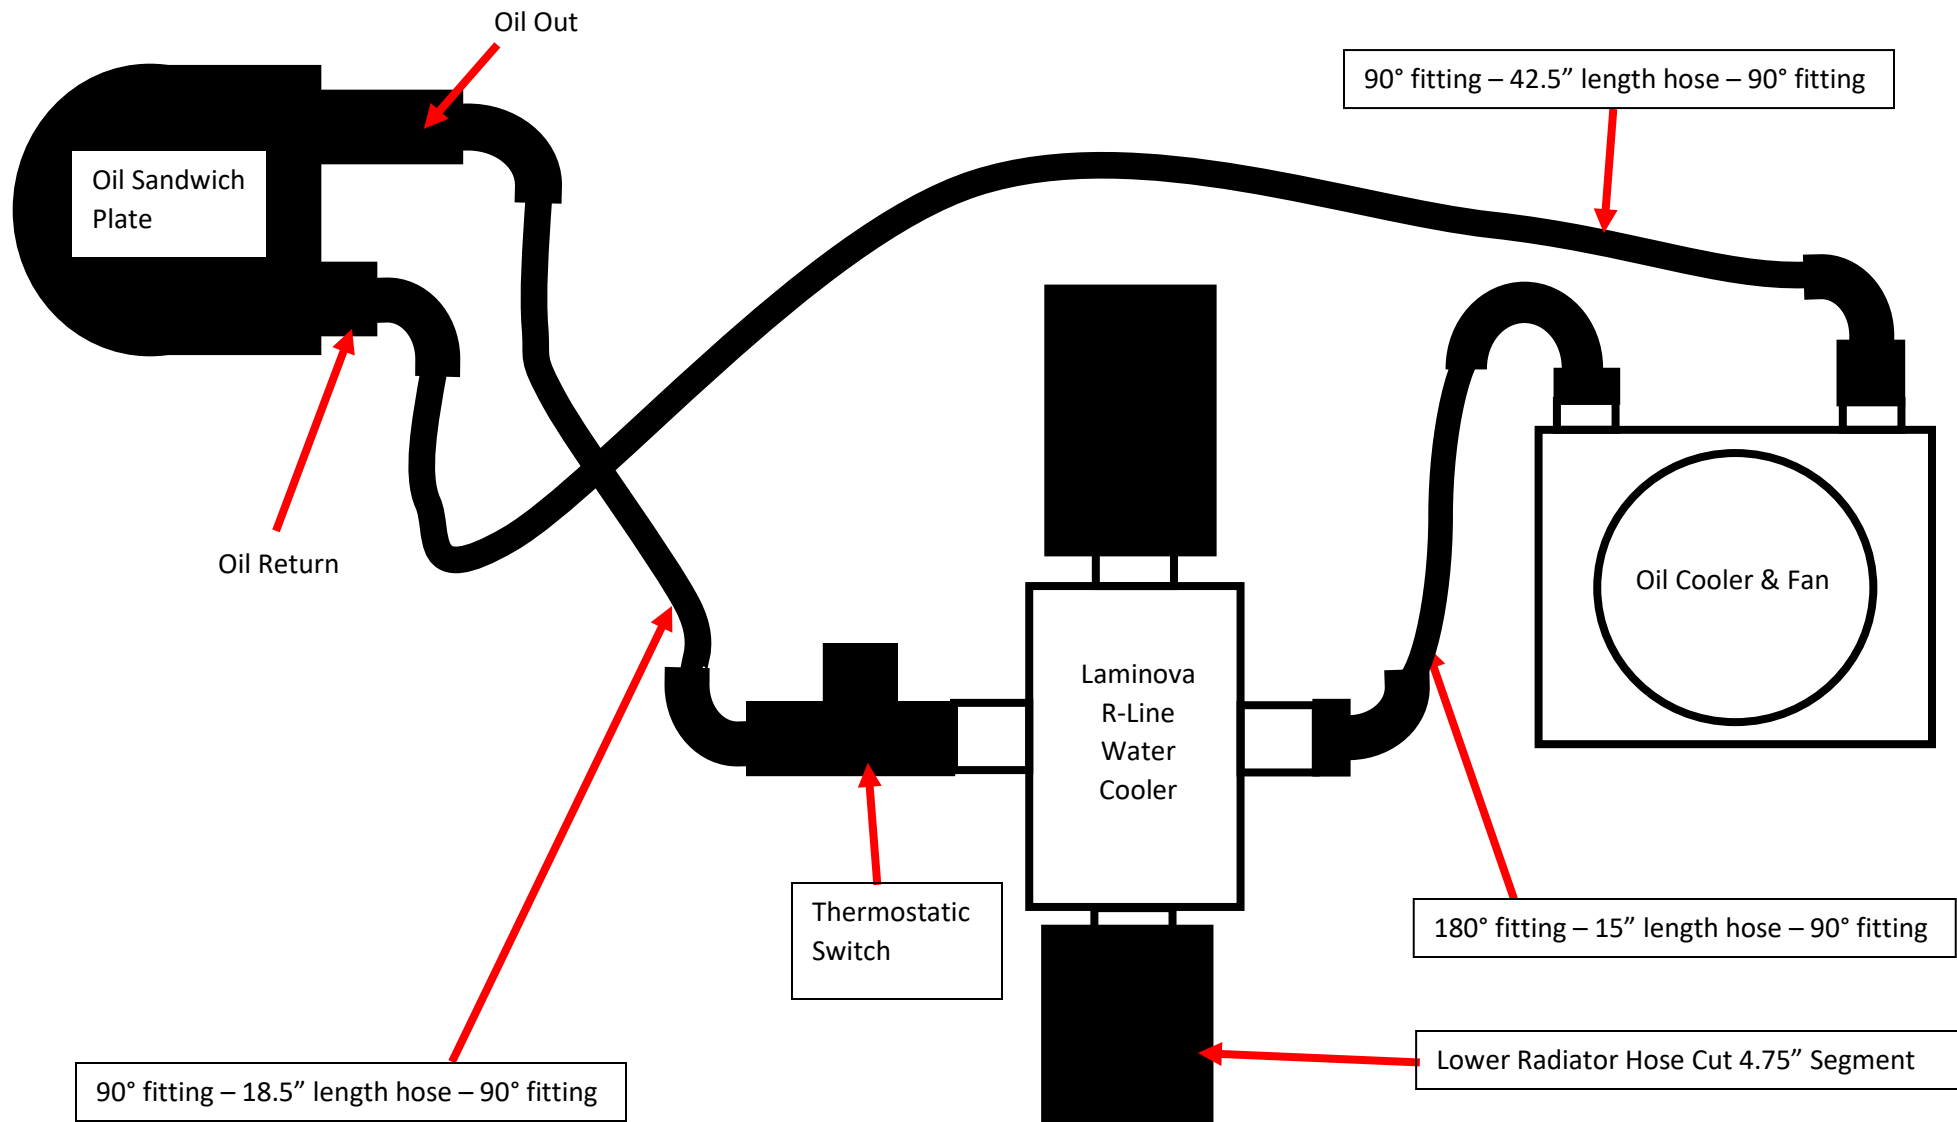 Oil Out
90° fitting – 42.5” length hose – 90° fitting
Oil Sandwich
Plate
Oil Return
Oil Cooler & Fan
Laminova
R-Line
Water
Cooler
Thermostatic
Switch
180° fitting – 15” length hose – 90° fitting
Lower Radiator Hose Cut 4.75” Segment
90° fitting – 18.5” length hose – 90° fitting